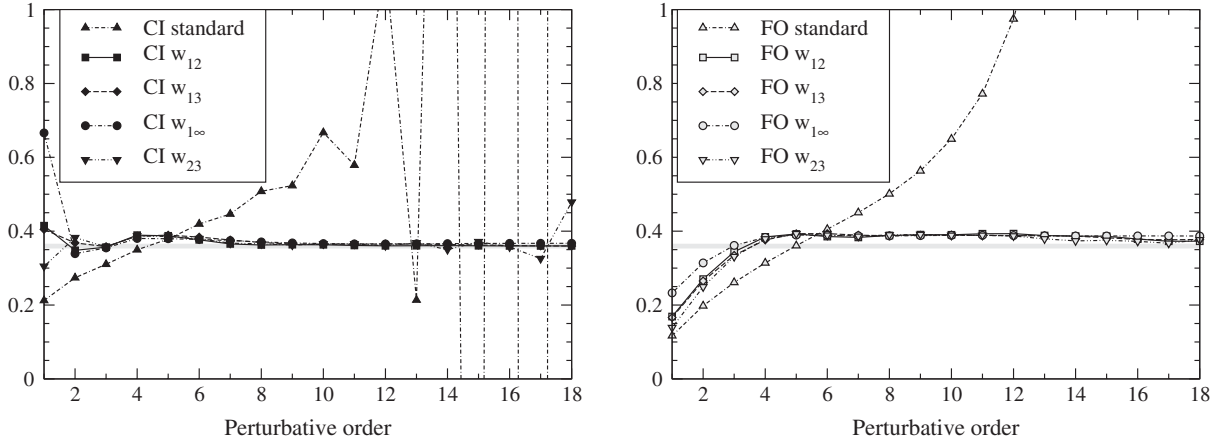 CI standard
CI w12
CI w13
CI w1∞
CI w23
1
0.8
0.6
0.4
0.2
0
2 4 6 8 10 12 14 16 18
Perturbative order
FO standard
FO w12
FO w13
FO w1∞
FO w23
1
0.8
0.6
0.4
0.2
0
2 4 6 8 10 12 14 16 18
Perturbative order